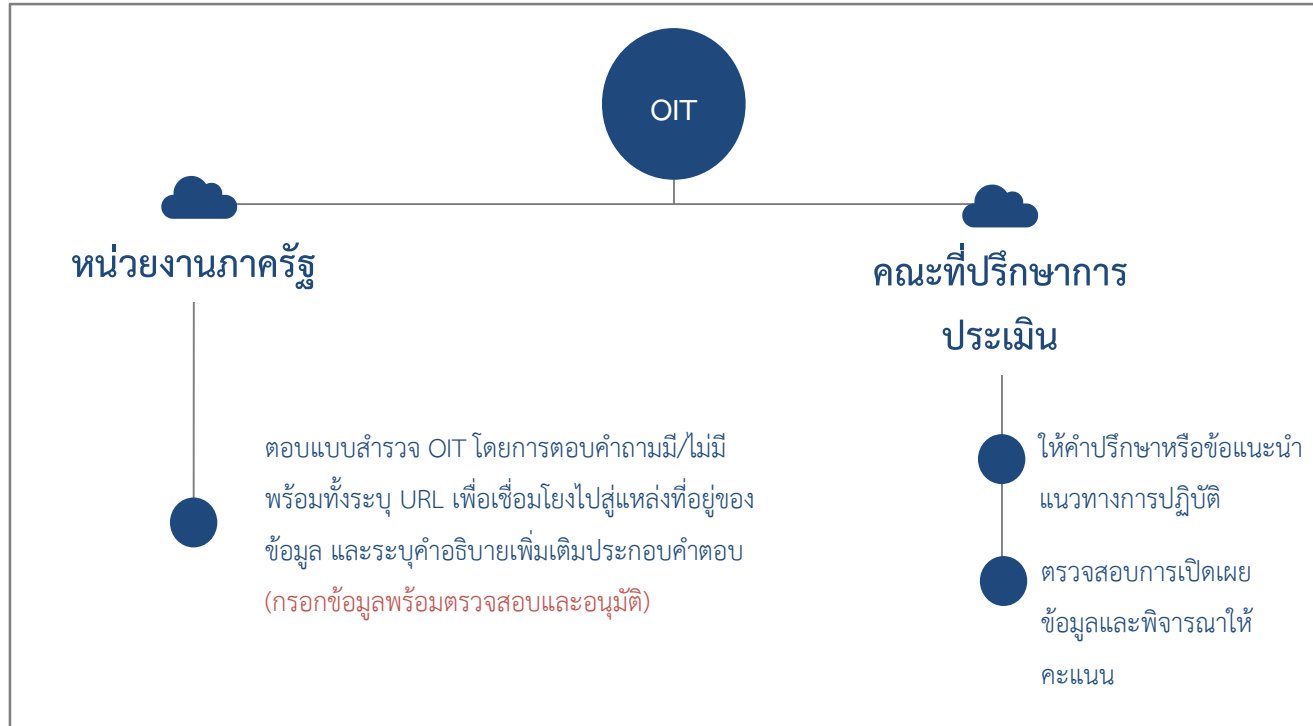 OIT
หน่วยงานภาครัฐ
ตอบแบบสำรวจ OIT โดยการตอบคำถามมี/ไม่มี
พร้อมทั้งระบุ URL เพื่อเชื่อมโยงไปสู่แหล่งที่อยู่ของ
ข้อมูล และระบุคำอธิบายเพิ่มเติมประกอบคำตอบ
(กรอกข้อมูลพร้อมตรวจสอบและอนุมัติ)
คณะที่ปรึกษาการ
ประเมิน
ให้คำปรึกษาหรือข้อแนะนำ
แนวทางการปฏิบัติ
ตรวจสอบการเปิดเผย
ข้อมูลและพิจารณาให้
คะแนน